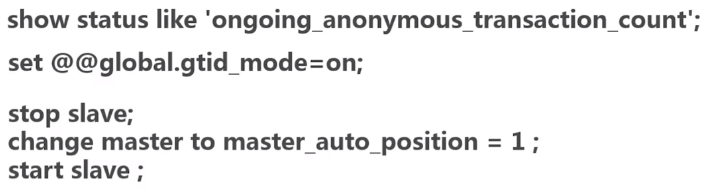 show status like 'ongoing_anonymous_transaction_count';
set @@global.gtid_mode=on;
stop slave;
change master to master_auto_position = 1 ;
start slave ;